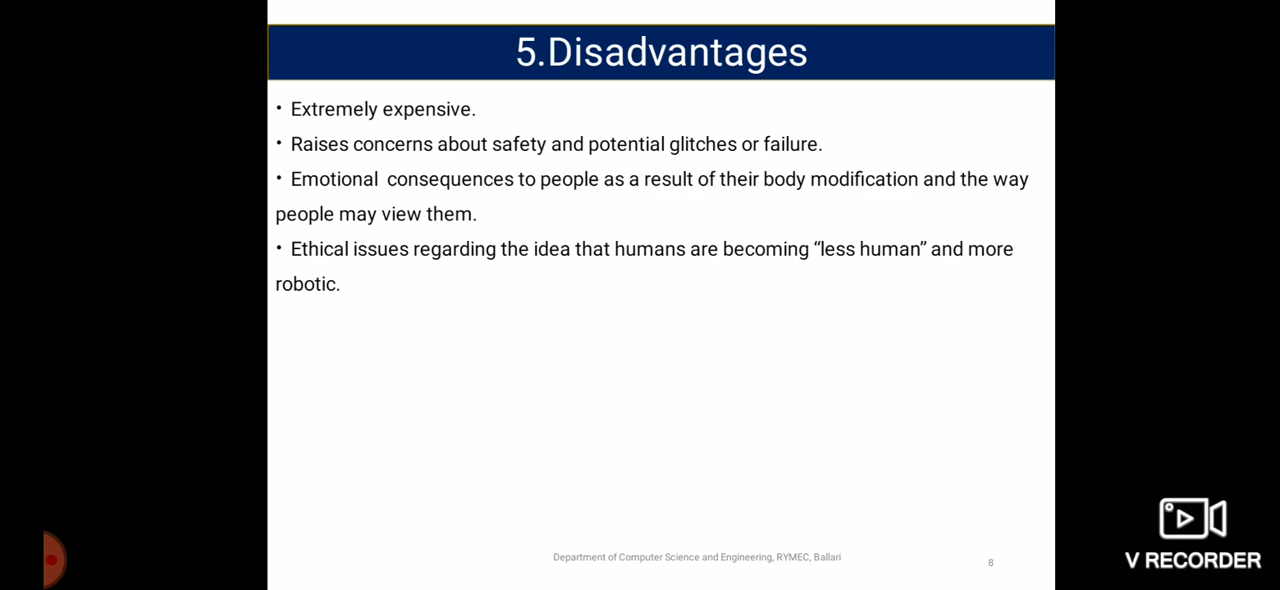 5.Disadvantages
• Extremely expensive.
• Raises concerns about safety and potential glitches or failure.
• Emotional  consequences to people as a result of their body modification and the way
people may view them.
• Ethical issues regarding the idea that humans are becoming “less human” and more
robotic.
Department of Computer Science and Engineering, RYMEC, Ballari
8
V RECORDER